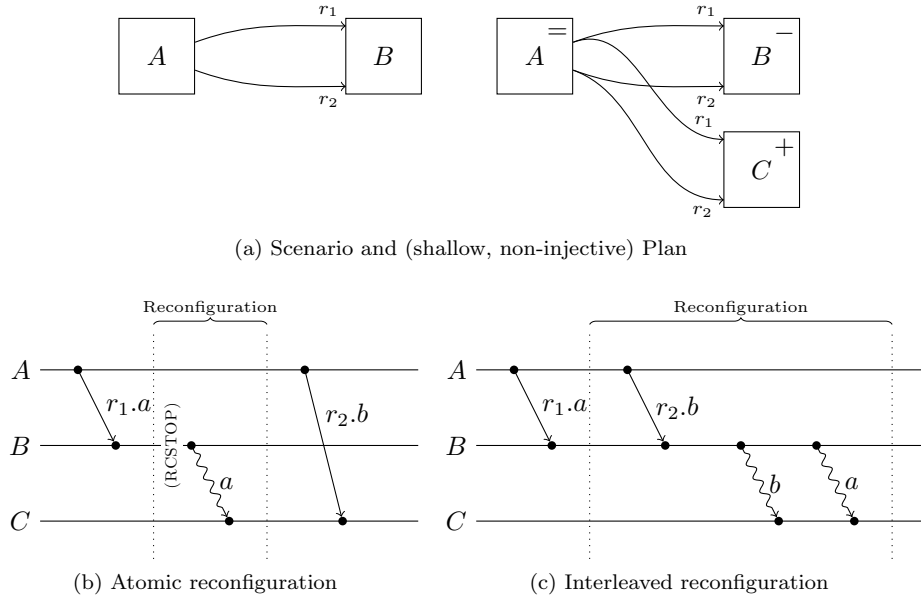 A
r₁
r₂
B
A
=
r₁
r₂
B
−
r₁
r₂
C
+
(a) Scenario and (shallow, non-injective) Plan
Reconfiguration
A
B
C
r₁.a
(RCSTOP)
a
r₂.b
(b) Atomic reconfiguration
Reconfiguration
A
B
C
r₁.a
r₂.b
b
a
(c) Interleaved reconfiguration